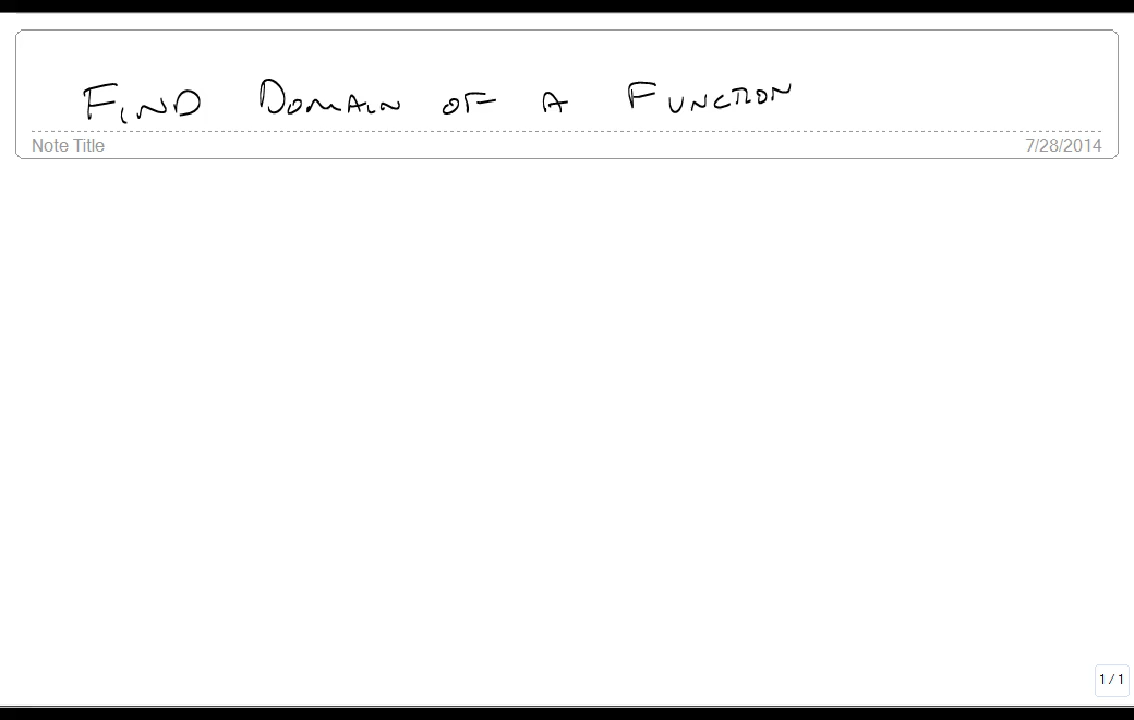 FIND DOMAIN OF A FUNCTION
Note Title 7/28/2014
1 / 1